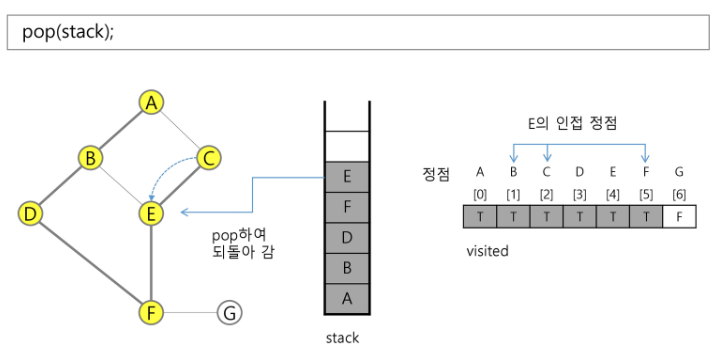 pop(stack);
A
B
C
D
E
F
G
pop하여
되돌아 감
E
F
D
B
A
stack
E의 인접 정점
정점 A B C D E F G
[0] [1] [2] [3] [4] [5] [6]
T T T T T T F
visited